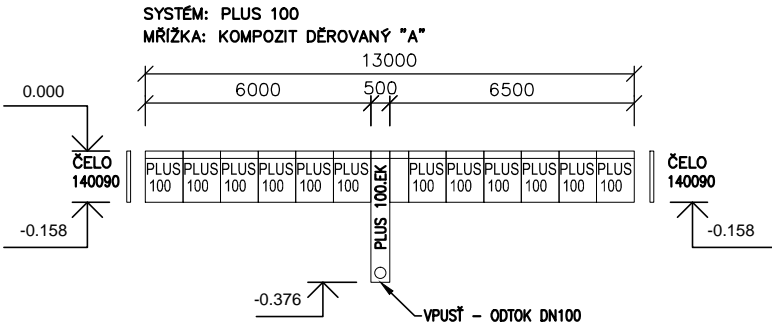 SYSTÉM: PLUS 100
MŘÍŽKA: KOMPOZIT DĚROVANÝ "A"
13000
6000 500 6500
0.000
ČELO
140090
PLUS 100
PLUS 100
PLUS 100
PLUS 100
PLUS 100
PLUS 100
PLUS 100.EK
PLUS 100
PLUS 100
PLUS 100
PLUS 100
PLUS 100
PLUS 100
ČELO
140090
-0.158
-0.158
-0.376
VPUSŤ - ODTOK DN100